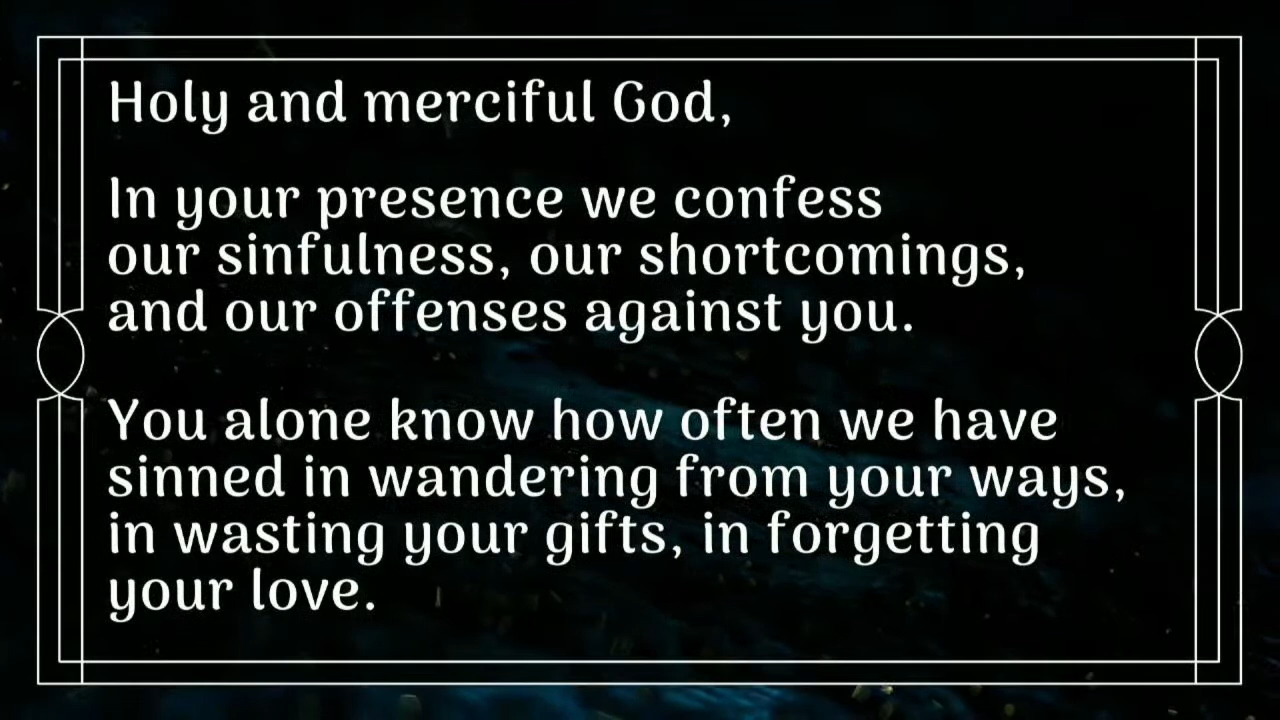 Holy and merciful God,
In your presence we confess
our sinfulness, our shortcomings,
and our offenses against you.
You alone know how often we have
sinned in wandering from your ways,
in wasting your gifts, in forgetting
your love.